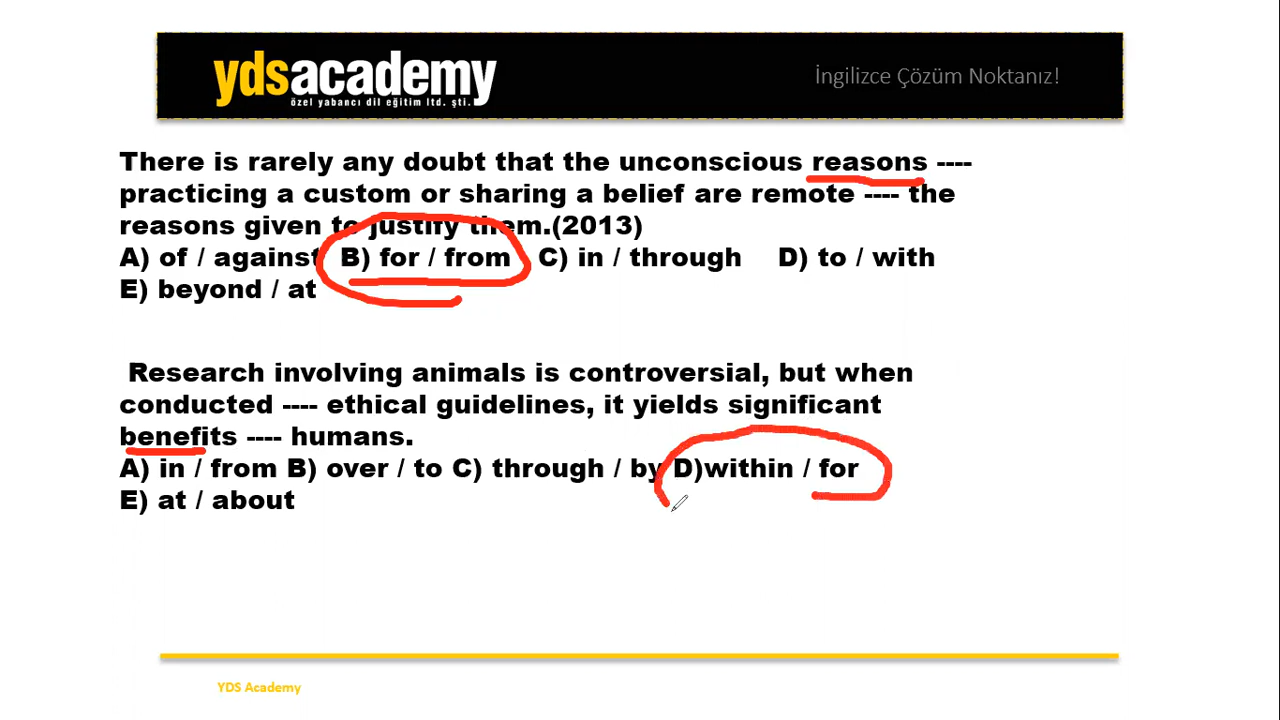 ydsacademy
özel yabancı dil eğitim ltd. şti.
İngilizce Çözüm Noktanız!
There is rarely any doubt that the unconscious reasons ----
practicing a custom or sharing a belief are remote ---- the
reasons given to justify them.(2013)
A) of / against B) for / from C) in / through D) to / with
E) beyond / at
Research involving animals is controversial, but when
conducted ---- ethical guidelines, it yields significant
benefits ---- humans.
A) in / from B) over / to C) through / by D)within / for
E) at / about
YDS Academy